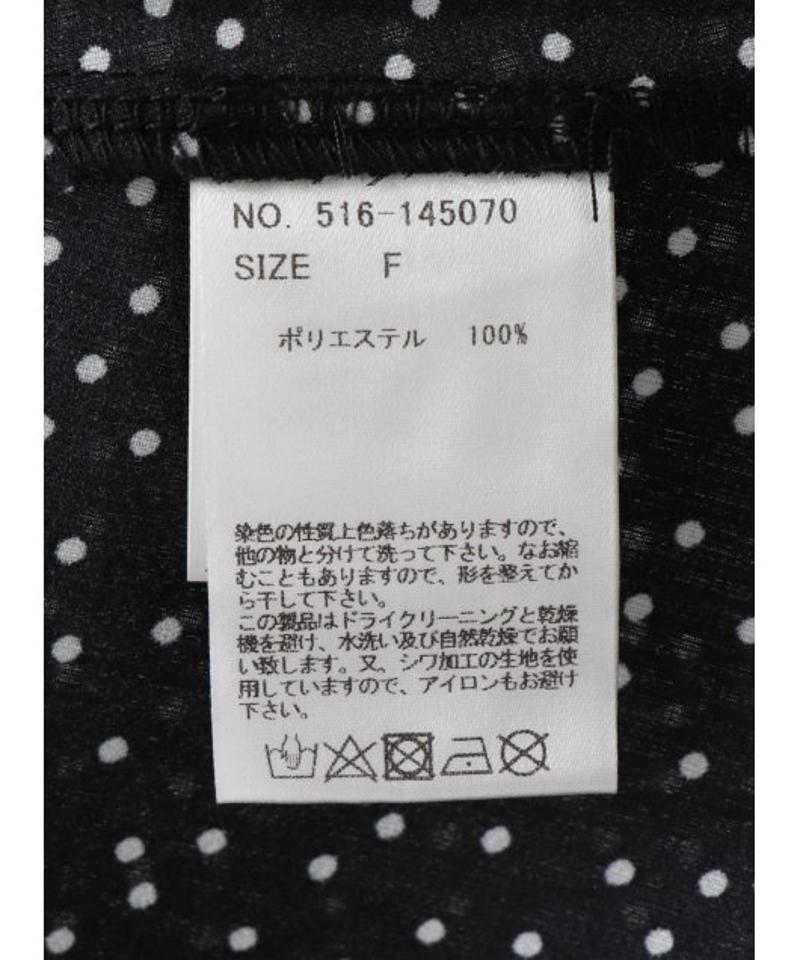 NO. 516-145070
SIZE F
ポリエステル 100%
染色の性質上色落ちがありますので、
他の物と分けて洗って下さい。なお縮
むこともありますので、形を整えてか
ら干して下さい。
この製品はドライクリーニングと乾燥
機を避け、水洗い及び自然乾燥でお願
い致します。又、シワ加工の生地を使
用していますので、アイロンもお避け
下さい。